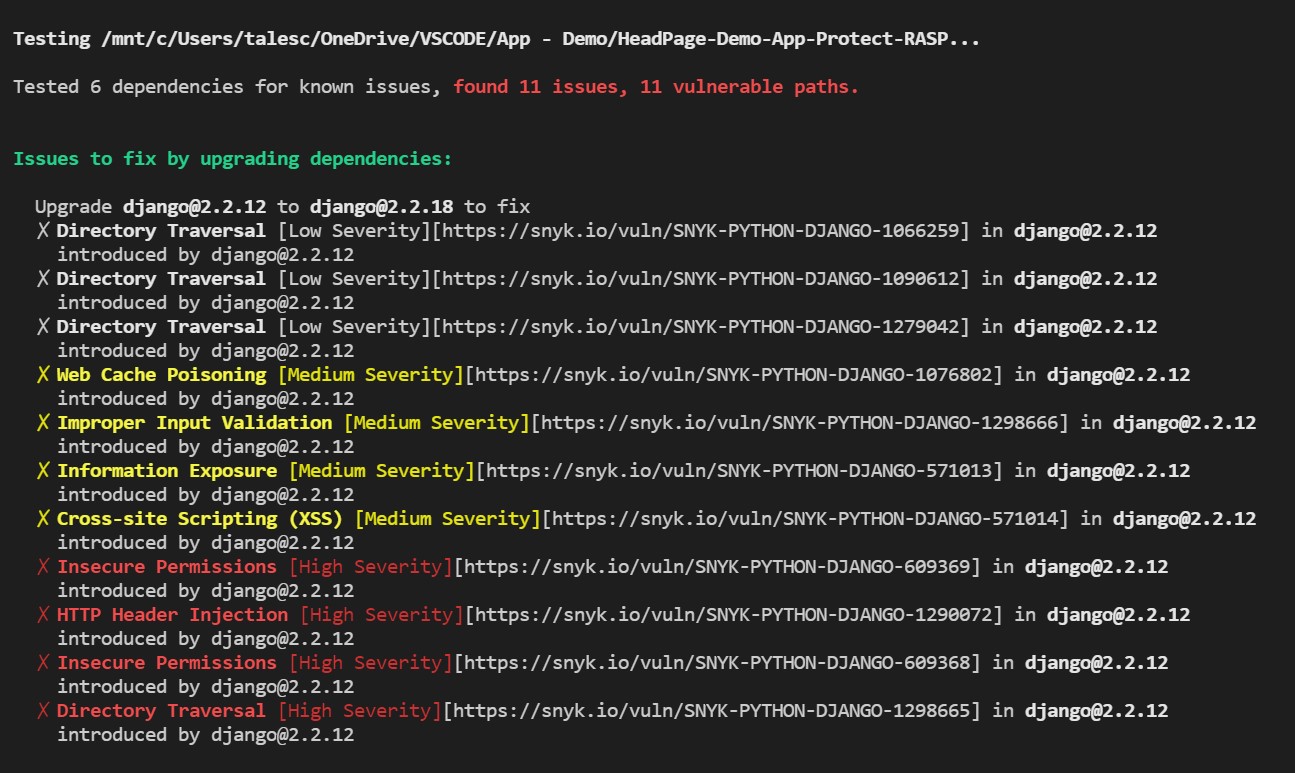 Testing /mnt/c/Users/talesc/OneDrive/VSCODE/App - Demo/HeadPage-Demo-App-Protect-RASP...
Tested 6 dependencies for known issues, found 11 issues, 11 vulnerable paths.
Issues to fix by upgrading dependencies:
Upgrade django@2.2.12 to django@2.2.18 to fix
✗ Directory Traversal [Low Severity][https://snyk.io/vuln/SNYK-PYTHON-DJANGO-1066259] in django@2.2.12
introduced by django@2.2.12
✗ Directory Traversal [Low Severity][https://snyk.io/vuln/SNYK-PYTHON-DJANGO-1090612] in django@2.2.12
introduced by django@2.2.12
✗ Directory Traversal [Low Severity][https://snyk.io/vuln/SNYK-PYTHON-DJANGO-1279042] in django@2.2.12
introduced by django@2.2.12
✗ Web Cache Poisoning [Medium Severity][https://snyk.io/vuln/SNYK-PYTHON-DJANGO-1076802] in django@2.2.12
introduced by django@2.2.12
✗ Improper Input Validation [Medium Severity][https://snyk.io/vuln/SNYK-PYTHON-DJANGO-1298666] in django@2.2.12
introduced by django@2.2.12
✗ Information Exposure [Medium Severity][https://snyk.io/vuln/SNYK-PYTHON-DJANGO-571013] in django@2.2.12
introduced by django@2.2.12
✗ Cross-site Scripting (XSS) [Medium Severity][https://snyk.io/vuln/SNYK-PYTHON-DJANGO-571014] in django@2.2.12
introduced by django@2.2.12
✗ Insecure Permissions [High Severity][https://snyk.io/vuln/SNYK-PYTHON-DJANGO-609369] in django@2.2.12
introduced by django@2.2.12
✗ HTTP Header Injection [High Severity][https://snyk.io/vuln/SNYK-PYTHON-DJANGO-1290072] in django@2.2.12
introduced by django@2.2.12
✗ Insecure Permissions [High Severity][https://snyk.io/vuln/SNYK-PYTHON-DJANGO-609368] in django@2.2.12
introduced by django@2.2.12
✗ Directory Traversal [High Severity][https://snyk.io/vuln/SNYK-PYTHON-DJANGO-1298665] in django@2.2.12
introduced by django@2.2.12